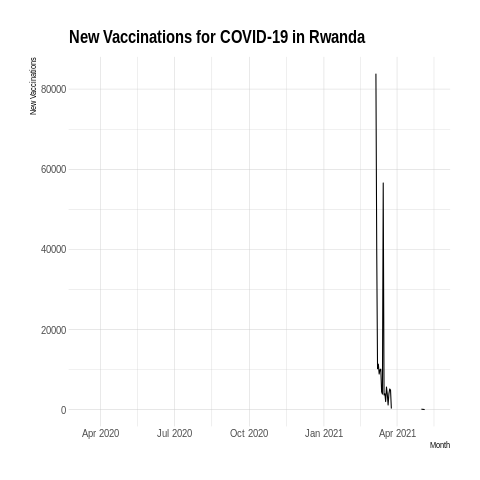 New Vaccinations for COVID-19 in Rwanda
New Vaccinations
80000
60000
40000
20000
0
Apr 2020 Jul 2020 Oct 2020 Jan 2021 Apr 2021
Month